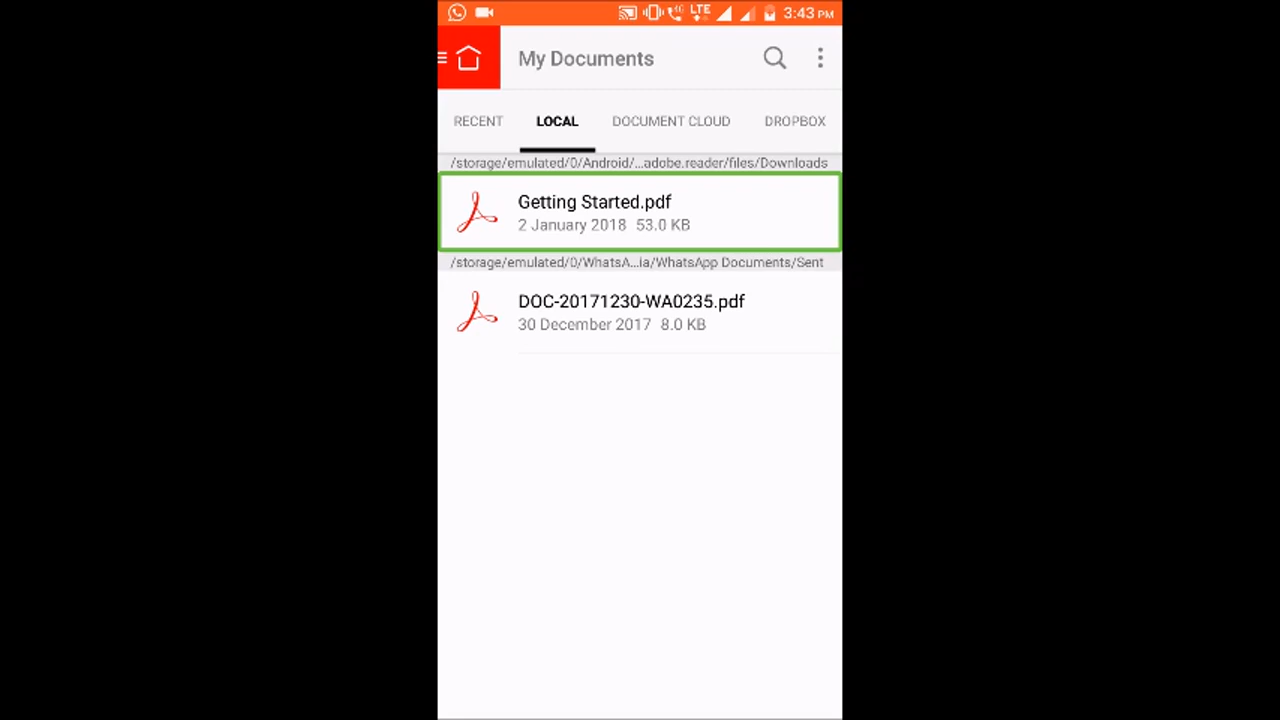 LTE 3:43 PM
My Documents
RECENT LOCAL DOCUMENT CLOUD DROPBOX
/storage/emulated/0/Android/...adobe.reader/files/Downloads
Getting Started.pdf
2 January 2018 53.0 KB
/storage/emulated/0/WhatsA...ia/WhatsApp Documents/Sent
DOC-20171230-WA0235.pdf
30 December 2017 8.0 KB